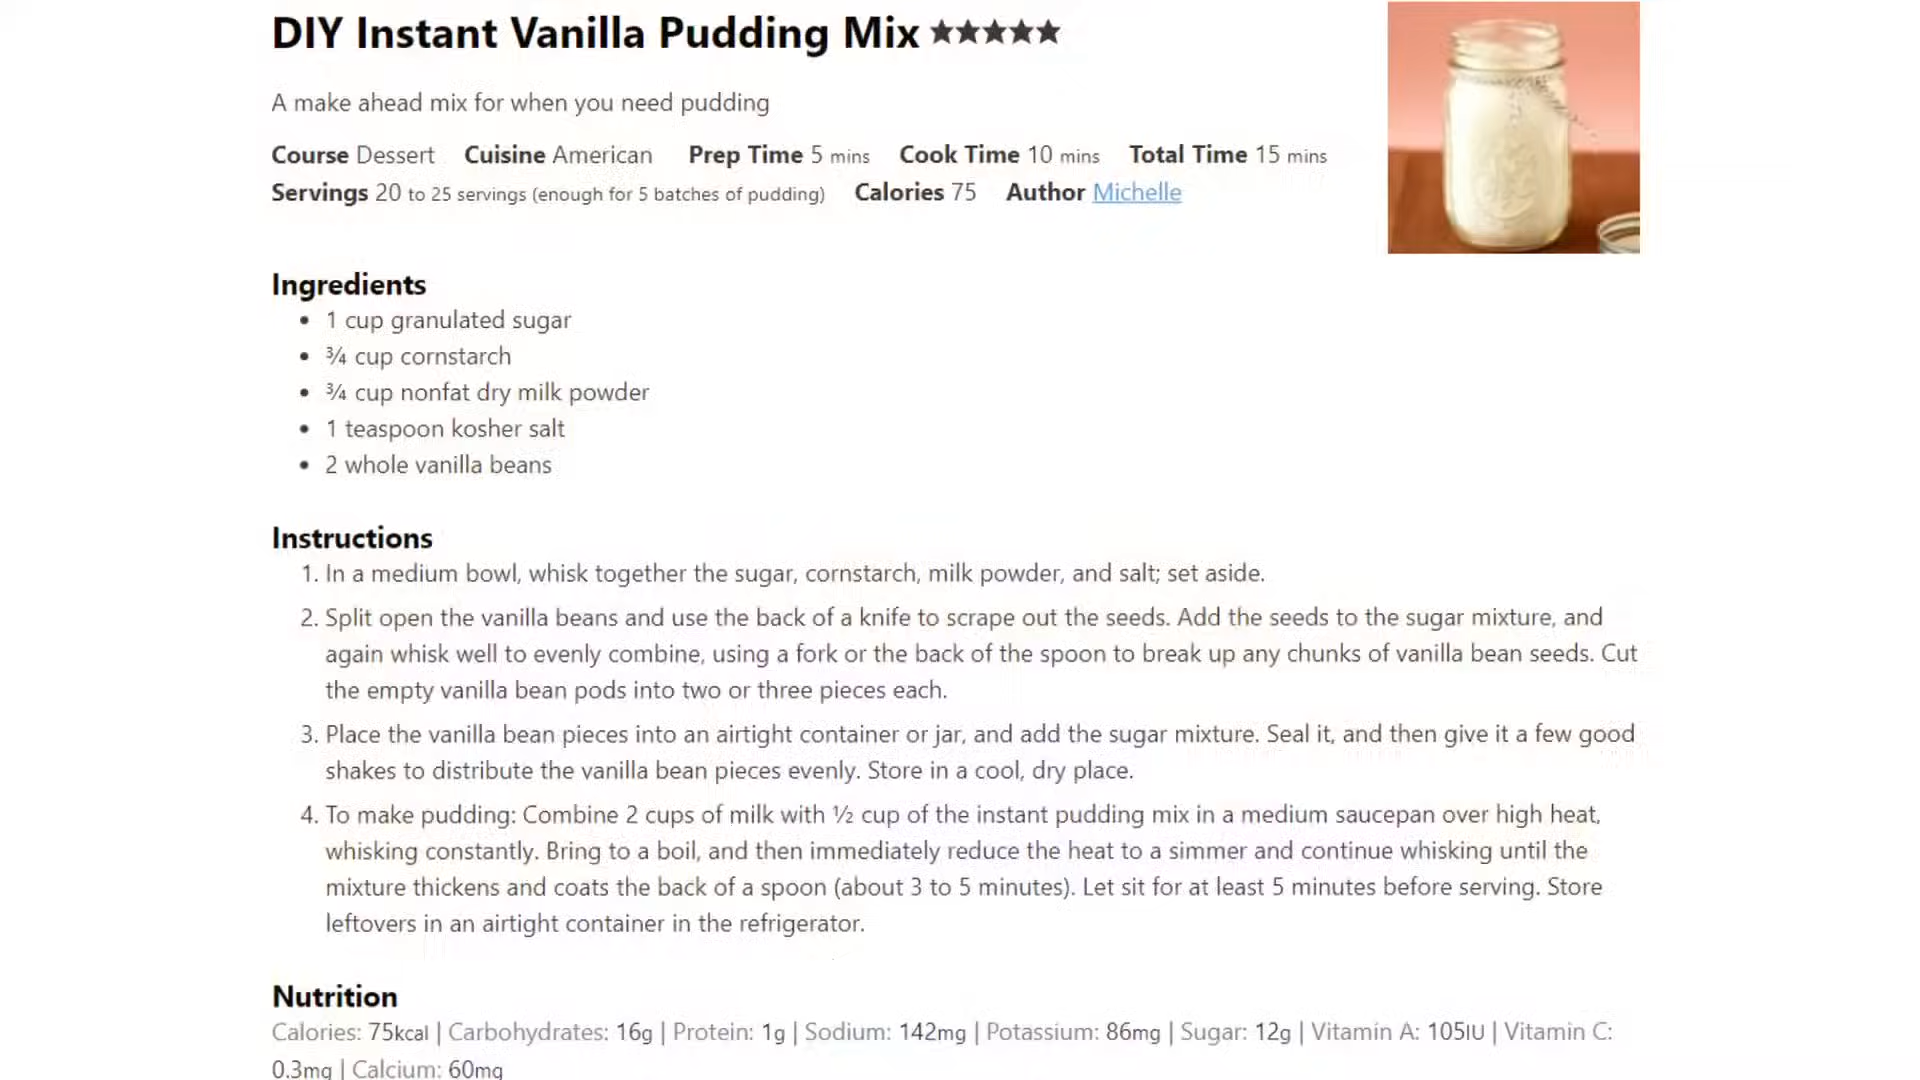 DIY Instant Vanilla Pudding Mix ★★★★★
A make ahead mix for when you need pudding
Course Dessert Cuisine American Prep Time 5 mins Cook Time 10 mins Total Time 15 mins
Servings 20 to 25 servings (enough for 5 batches of pudding) Calories 75 Author Michelle
Ingredients
• 1 cup granulated sugar
• ¾ cup cornstarch
• ¾ cup nonfat dry milk powder
• 1 teaspoon kosher salt
• 2 whole vanilla beans
Instructions
1. In a medium bowl, whisk together the sugar, cornstarch, milk powder, and salt; set aside.
2. Split open the vanilla beans and use the back of a knife to scrape out the seeds. Add the seeds to the sugar mixture, and
again whisk well to evenly combine, using a fork or the back of the spoon to break up any chunks of vanilla bean seeds. Cut
the empty vanilla bean pods into two or three pieces each.
3. Place the vanilla bean pieces into an airtight container or jar, and add the sugar mixture. Seal it, and then give it a few good
shakes to distribute the vanilla bean pieces evenly. Store in a cool, dry place.
4. To make pudding: Combine 2 cups of milk with ½ cup of the instant pudding mix in a medium saucepan over high heat,
whisking constantly. Bring to a boil, and then immediately reduce the heat to a simmer and continue whisking until the
mixture thickens and coats the back of a spoon (about 3 to 5 minutes). Let sit for at least 5 minutes before serving. Store
leftovers in an airtight container in the refrigerator.
Nutrition
Calories: 75kcal | Carbohydrates: 16g | Protein: 1g | Sodium: 142mg | Potassium: 86mg | Sugar: 12g | Vitamin A: 105IU | Vitamin C:
0.3mg | Calcium: 60mg